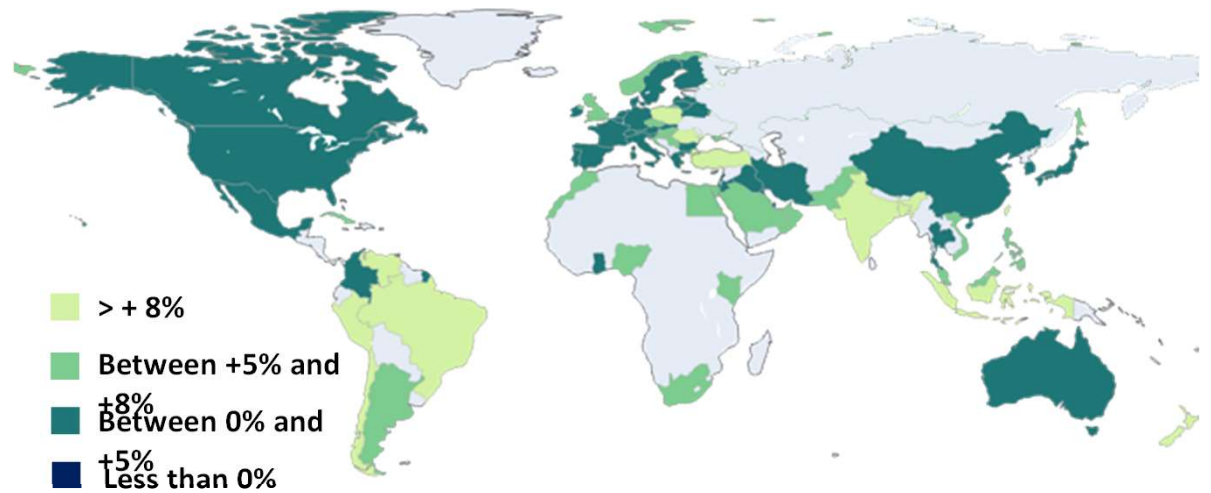 > + 8%
Between +5% and
+8%
Between 0% and
+5%
Less than 0%